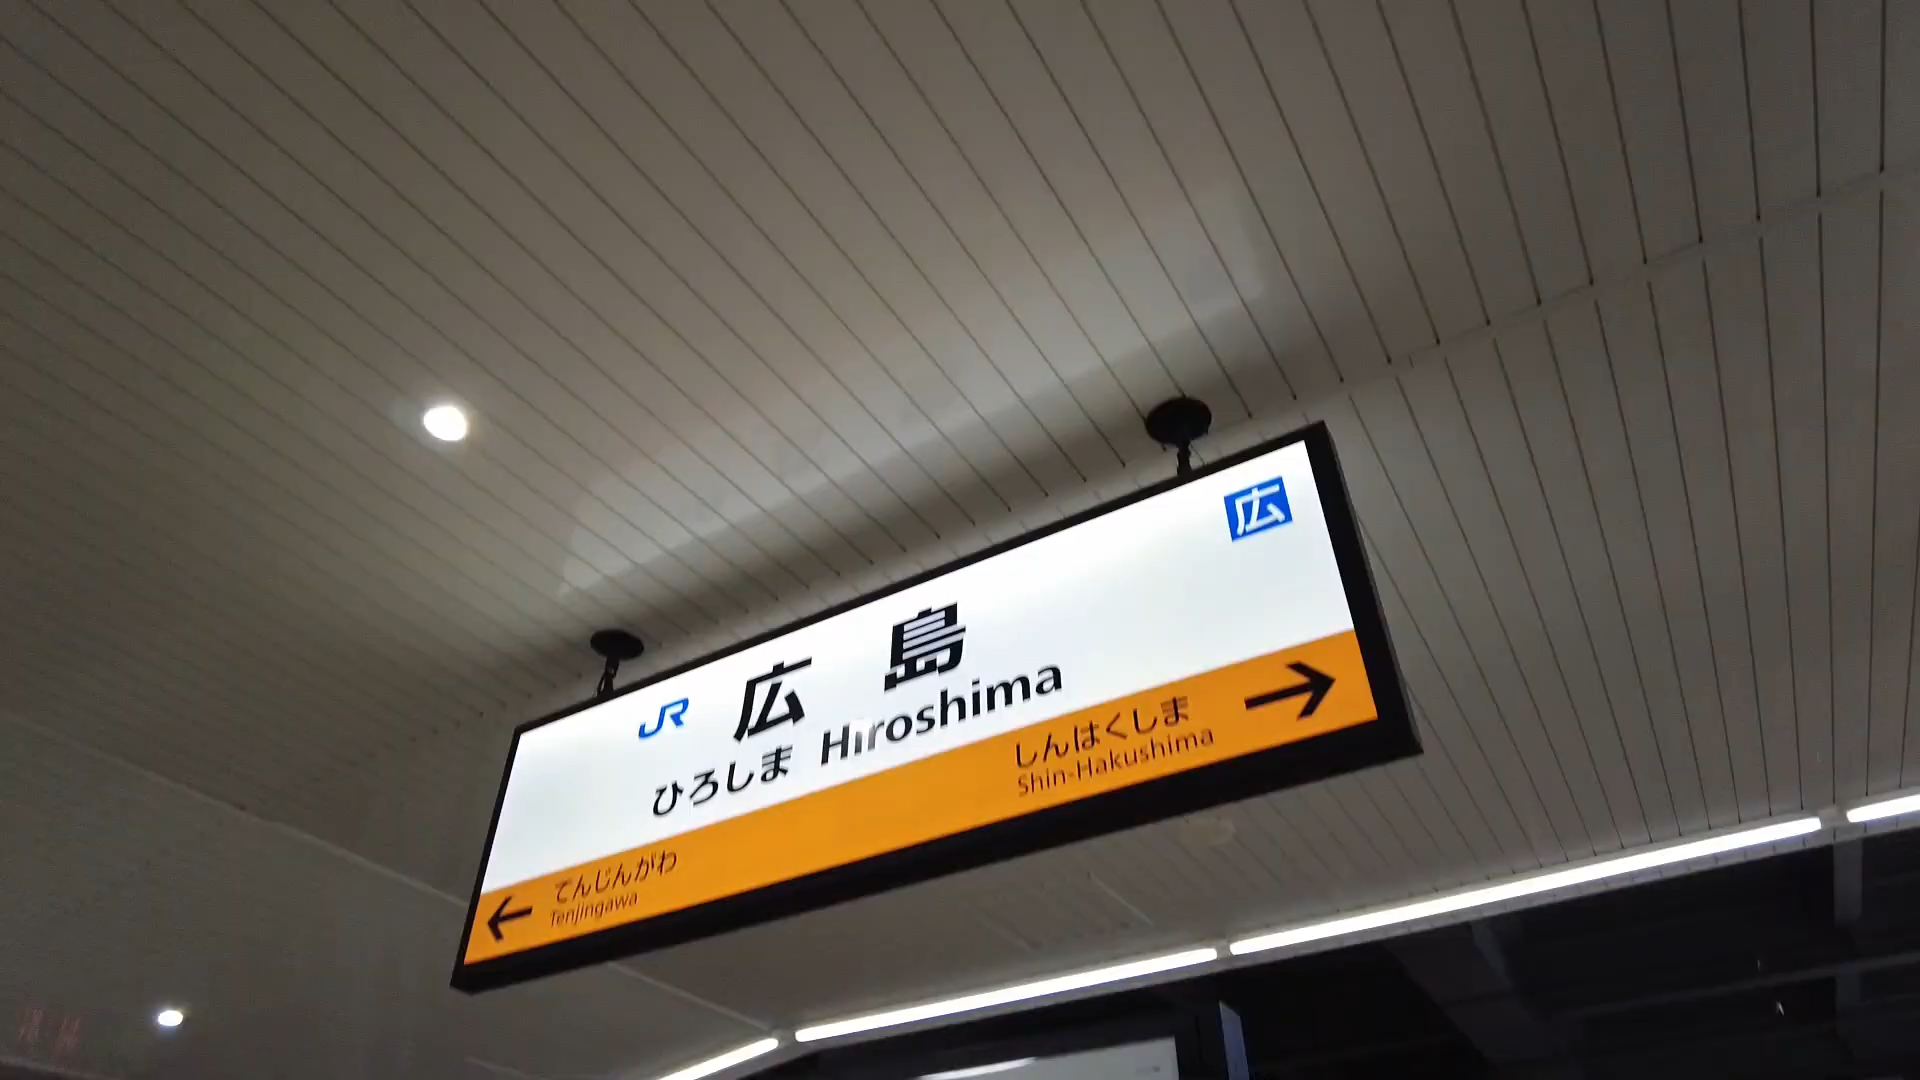 広
JR 広島
ひろしま Hiroshima
しんはくしま
Shin-Hakushima
てんじんがわ
Tenjingawa